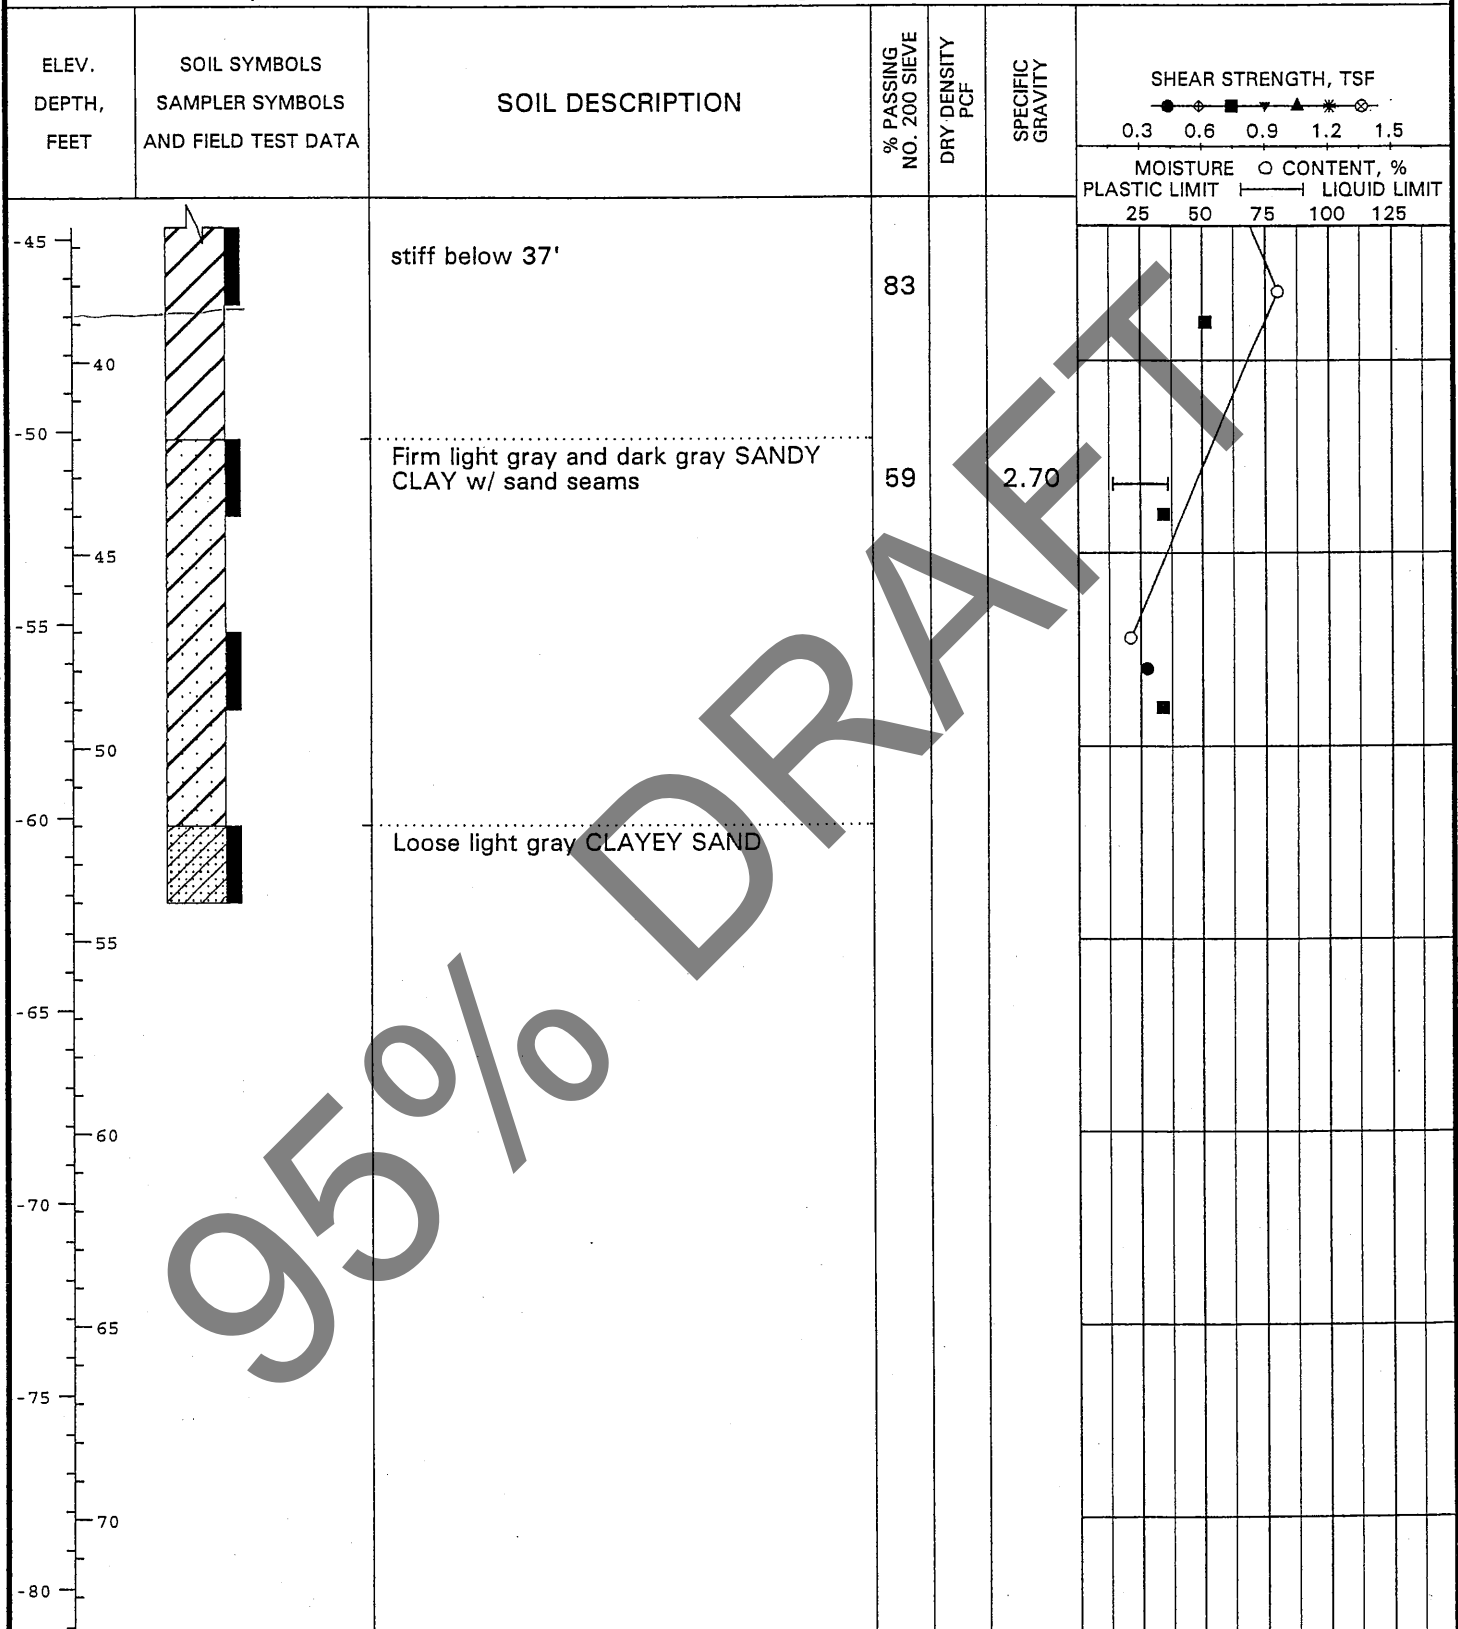 ELEV.
DEPTH,
FEET
SOIL SYMBOLS
SAMPLER SYMBOLS
AND FIELD TEST DATA
SOIL DESCRIPTION
% PASSING
NO. 200 SIEVE
DRY DENSITY
PCF
SPECIFIC
GRAVITY
SHEAR STRENGTH, TSF
0.3 0.6 0.9 1.2 1.5
MOISTURE CONTENT, %
PLASTIC LIMIT LIQUID LIMIT
25 50 75 100 125
-45
stiff below 37'
83
40
-50
Firm light gray and dark gray SANDY
CLAY w/ sand seams
59
2.70
45
-55
50
-60
Loose light gray CLAYEY SAND
55
-65
60
-70
65
-75
70
-80
95% DRAFT